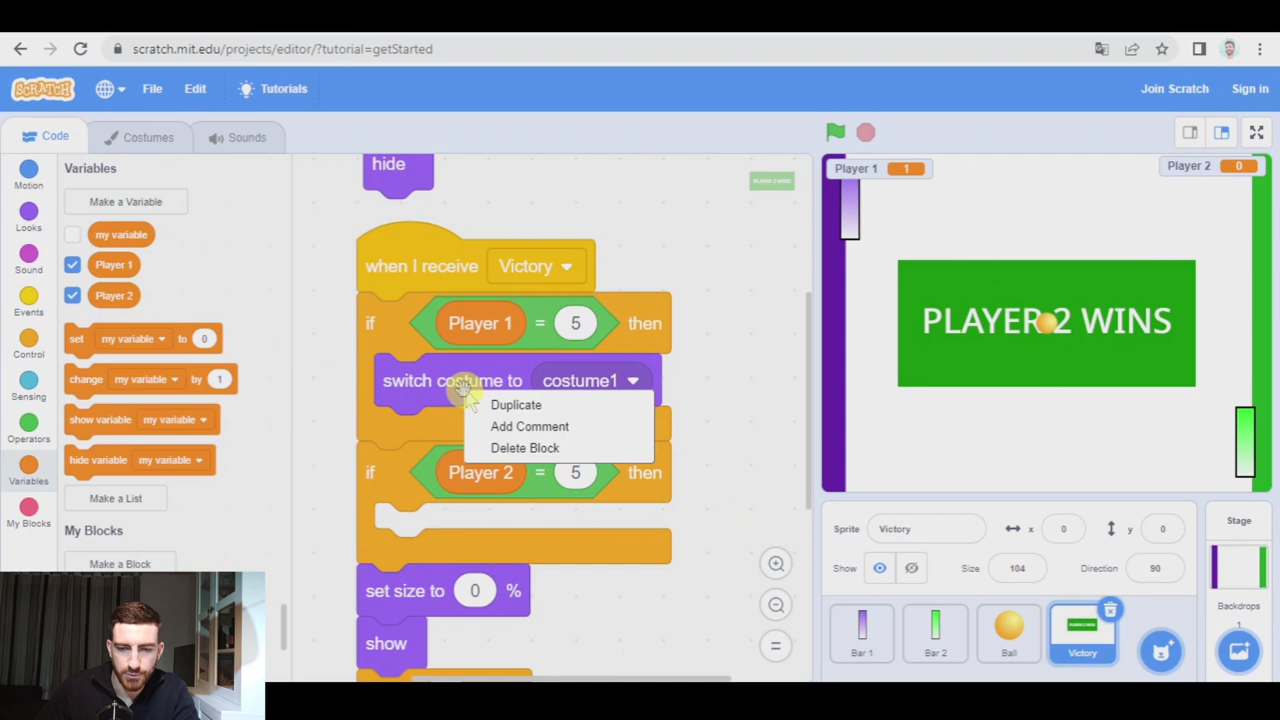 scratch.mit.edu/projects/editor/?tutorial=getStarted
SCRATCH
File
Edit
Tutorials
Join Scratch
Sign in
Code
Costumes
Sounds
Motion
Looks
Sound
Events
Control
Sensing
Operators
Variables
My Blocks
Variables
Make a Variable
my variable
Player 1
Player 2
set my variable to 0
change my variable by 1
show variable my variable
hide variable my variable
Make a List
My Blocks
Make a Block
hide
PLAYER 2 WINS
when I receive Victory
if Player 1 = 5 then
switch costume to costume1
Duplicate
Add Comment
Delete Block
if Player 2 = 5 then
set size to 0 %
show
Player 1 1
Player 2 0
PLAYER 2 WINS
Sprite Victory x 0 y 0
Show Size 104 Direction 90
Bar 1
Bar 2
Ball
Victory
Stage
Backdrops
1